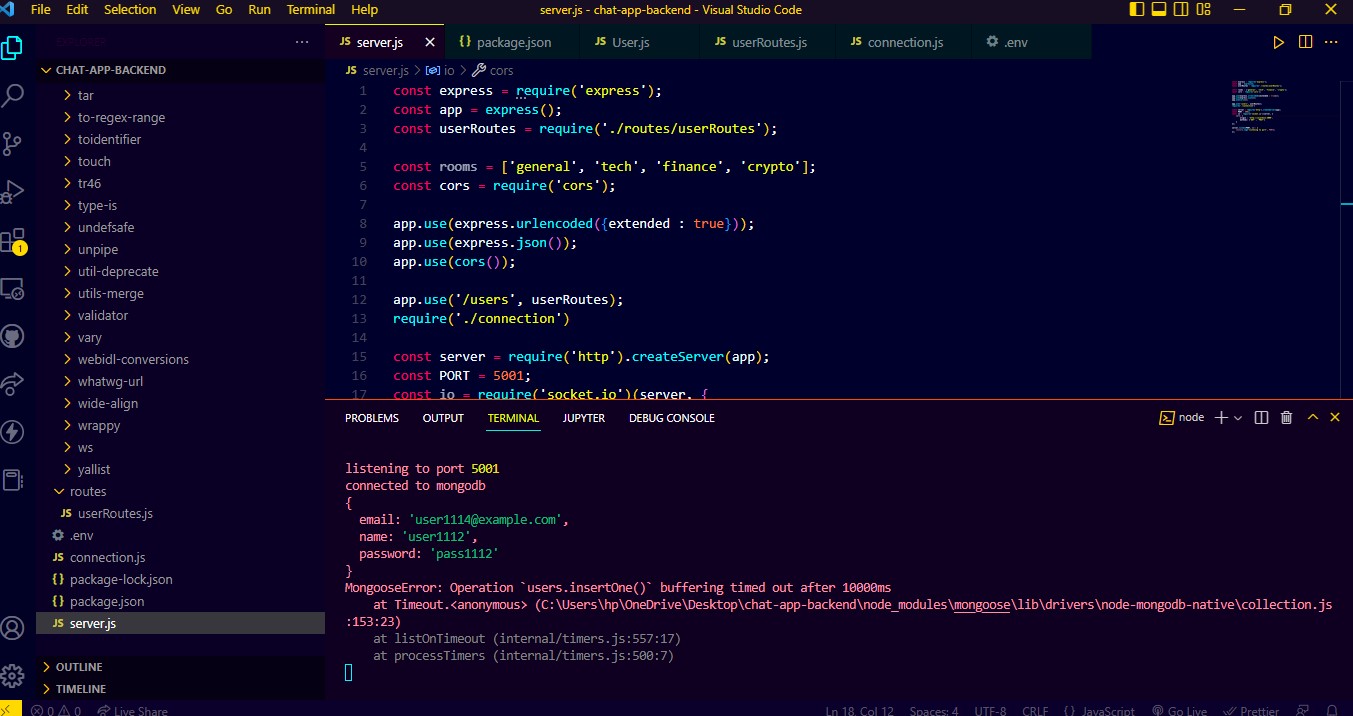 File Edit Selection View Go Run Terminal Help
server.js - chat-app-backend - Visual Studio Code
EXPLORER
JS server.js
{} package.json
JS User.js
JS userRoutes.js
JS connection.js
.env
CHAT-APP-BACKEND
tar
to-regex-range
toidentifier
touch
tr46
type-is
undefsafe
unpipe
util-deprecate
utils-merge
validator
vary
webidl-conversions
whatwg-url
wide-align
wrappy
ws
yallist
routes
JS userRoutes.js
.env
JS connection.js
{} package-lock.json
{} package.json
JS server.js
OUTLINE
TIMELINE
1
JS server.js > io > cors
1 const express = require('express');
2 const app = express();
3 const userRoutes = require('./routes/userRoutes');
4
5 const rooms = ['general', 'tech', 'finance', 'crypto'];
6 const cors = require('cors');
7
8 app.use(express.urlencoded({extended : true}));
9 app.use(express.json());
10 app.use(cors());
11
12 app.use('/users', userRoutes);
13 require('./connection')
14
15 const server = require('http').createServer(app);
16 const PORT = 5001;
17 const io = require('socket.io')(server, {
PROBLEMS OUTPUT TERMINAL JUPYTER DEBUG CONSOLE
node
listening to port 5001
connected to mongodb
{
email: 'user1114@example.com',
name: 'user1112',
password: 'pass1112'
}
MongooseError: Operation `users.insertOne()` buffering timed out after 10000ms
at Timeout.<anonymous> (C:\Users\hp\OneDrive\Desktop\chat-app-backend\node_modules\mongoose\lib\drivers\node-mongodb-native\collection.js
:153:23)
at listOnTimeout (internal/timers.js:557:17)
at processTimers (internal/timers.js:500:7)
0 0 Live Share
Ln 18, Col 12 Spaces: 4 UTF-8 CRLF {} JavaScript Go Live Prettier